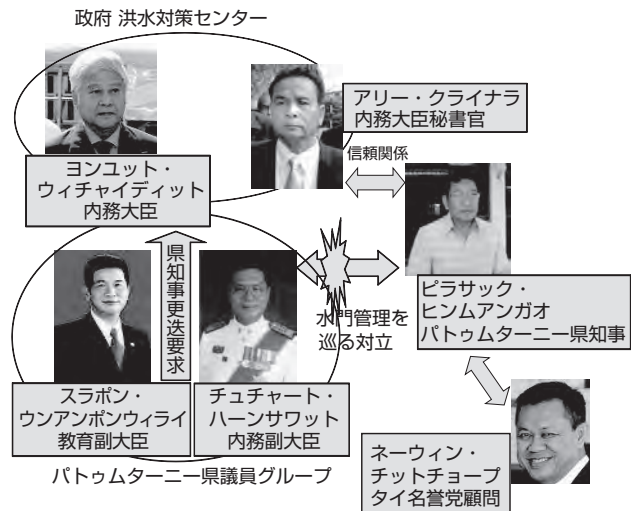 政府 洪水対策センター
アリー・クライナラ
内務大臣秘書官
信頼関係
ヨンユット・
ウィチャイディット
内務大臣
県知事更迭要求
水門管理を
巡る対立
ピラサック・
ヒンムアンガオ
パトゥムターニー県知事
スラポン・
ウンアンポンウィライ
教育副大臣
チュチャート・
ハーンサワット
内務副大臣
ネーウィン・
チットチョープ
タイ名誉党顧問
パトゥムターニー県議員グループ